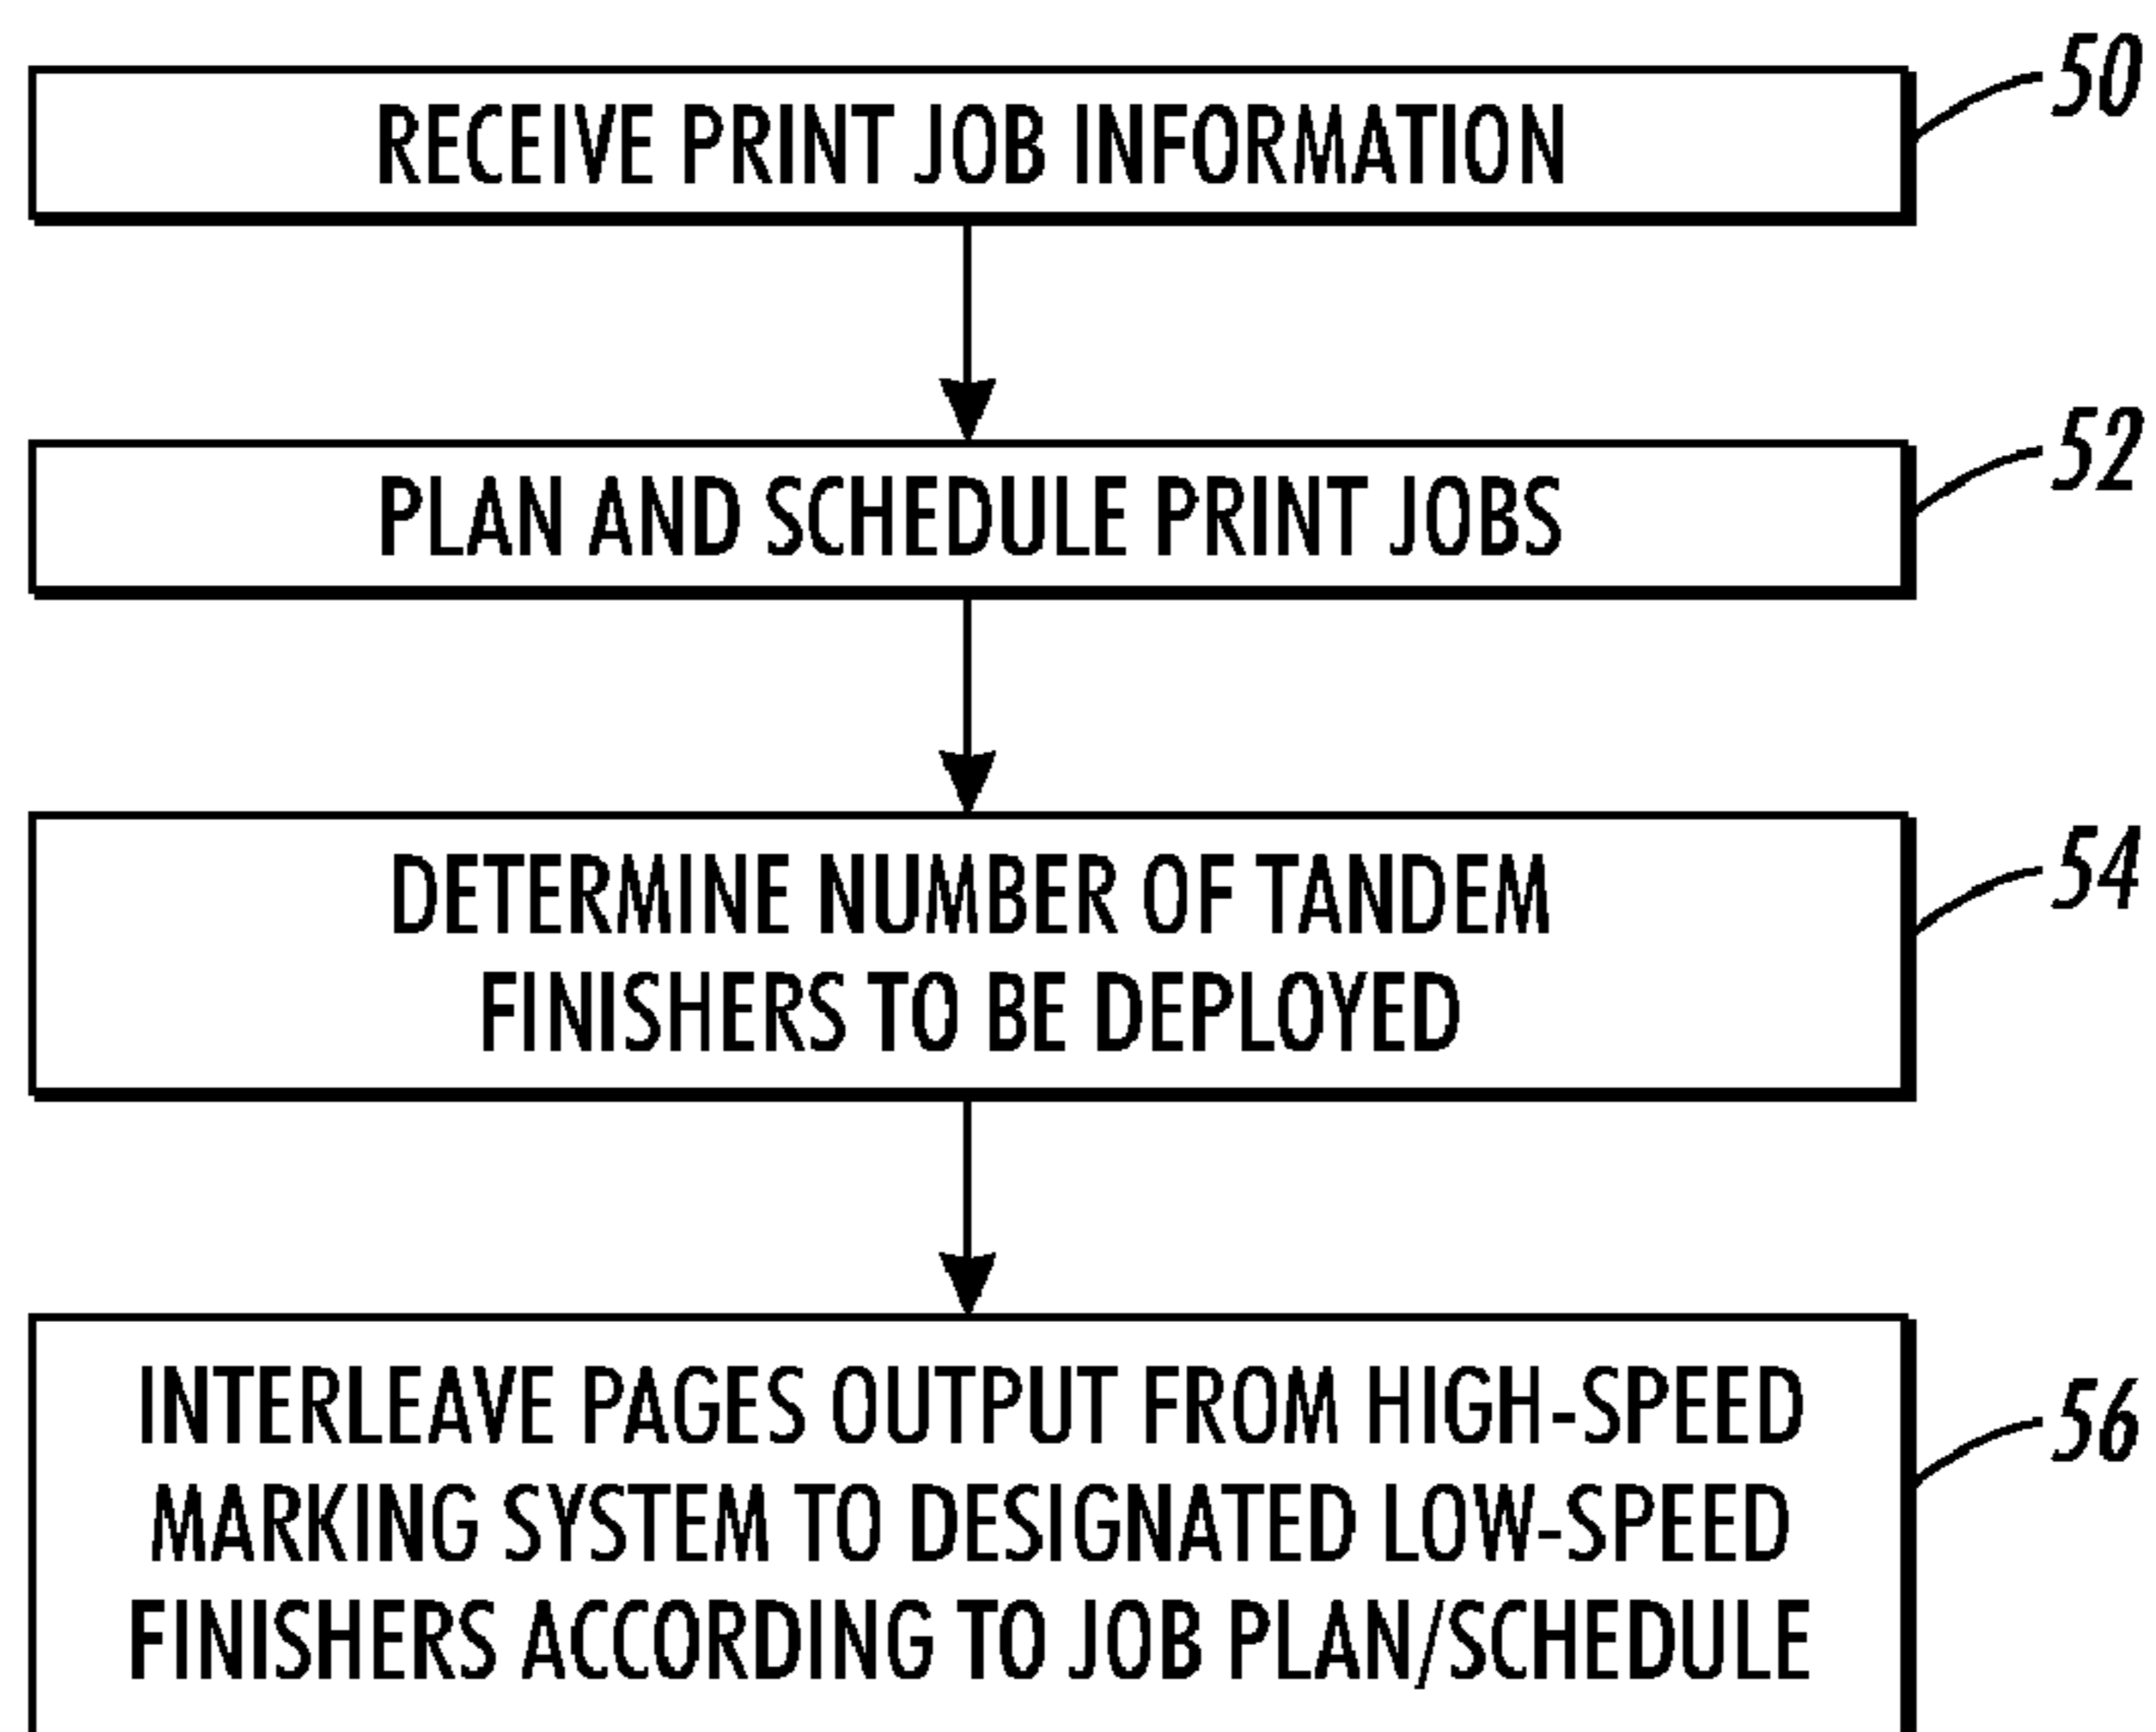 50
RECEIVE PRINT JOB INFORMATION
52
PLAN AND SCHEDULE PRINT JOBS
54
DETERMINE NUMBER OF TANDEM
FINISHERS TO BE DEPLOYED
56
INTERLEAVE PAGES OUTPUT FROM HIGH-SPEED
MARKING SYSTEM TO DESIGNATED LOW-SPEED
FINISHERS ACCORDING TO JOB PLAN/SCHEDULE